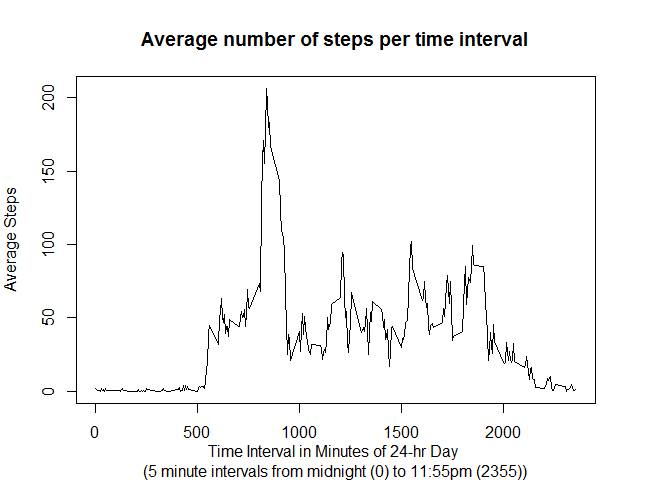 Average number of steps per time interval
Average Steps
200
150
100
50
0
0 500 1000 1500 2000
Time Interval in Minutes of 24-hr Day
(5 minute intervals from midnight (0) to 11:55pm (2355))